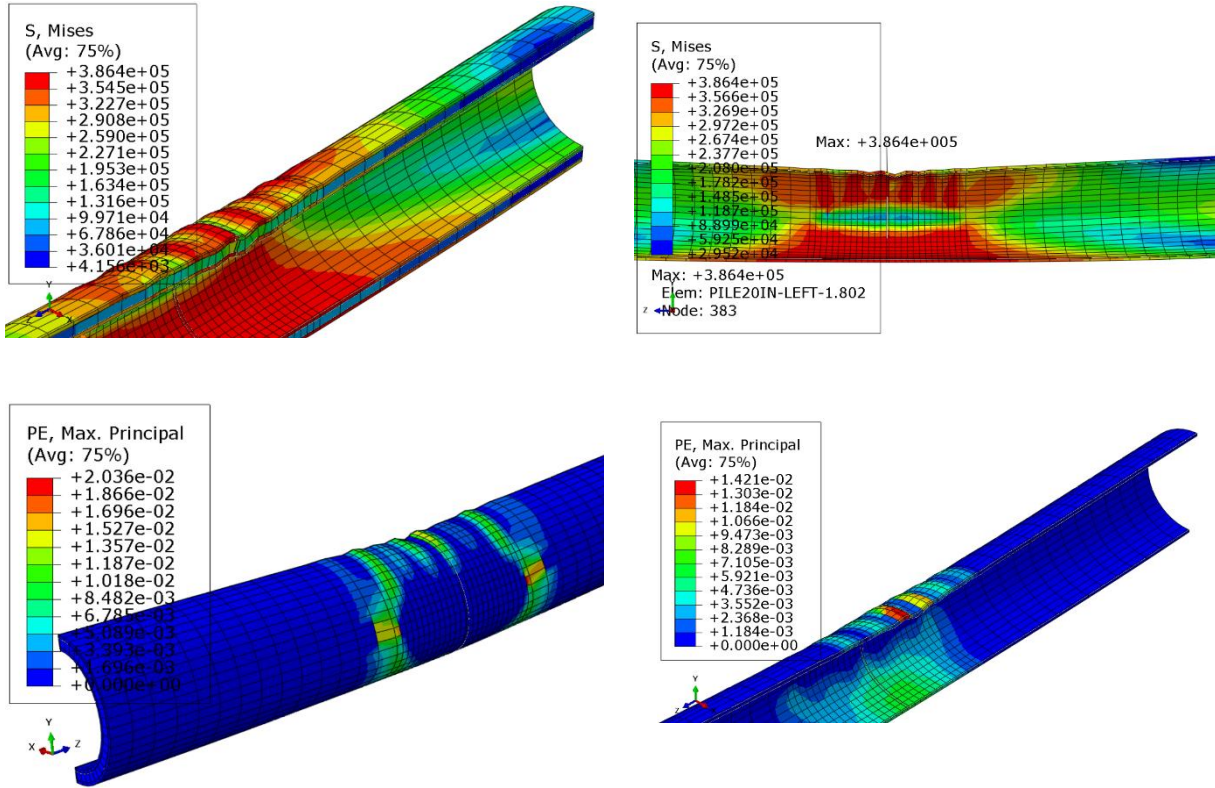 S, Mises
(Avg: 75%)
+3.864e+05
+3.545e+05
+3.227e+05
+2.908e+05
+2.590e+05
+2.271e+05
+1.953e+05
+1.634e+05
+1.316e+05
+9.971e+04
+6.786e+04
+3.601e+04
+4.156e+03
Y
Z
X
S, Mises
(Avg: 75%)
+3.864e+05
+3.566e+05
+3.269e+05
+2.972e+05
+2.674e+05
+2.377e+05
+2.080e+05
+1.782e+05
+1.485e+05
+1.187e+05
+8.899e+04
+5.925e+04
+2.952e+04
Max: +3.864e+005
Max: +3.864e+05
Elem: PILE20IN-LEFT-1.802
Node: 383
Y
Z
PE, Max. Principal
(Avg: 75%)
+2.036e-02
+1.866e-02
+1.696e-02
+1.527e-02
+1.357e-02
+1.187e-02
+1.018e-02
+8.482e-03
+6.785e-03
+5.089e-03
+3.393e-03
+1.696e-03
+0.000e+00
Y
X
Z
PE, Max. Principal
(Avg: 75%)
+1.421e-02
+1.303e-02
+1.184e-02
+1.066e-02
+9.473e-03
+8.289e-03
+7.105e-03
+5.921e-03
+4.736e-03
+3.552e-03
+2.368e-03
+1.184e-03
+0.000e+00
Y
Z
X